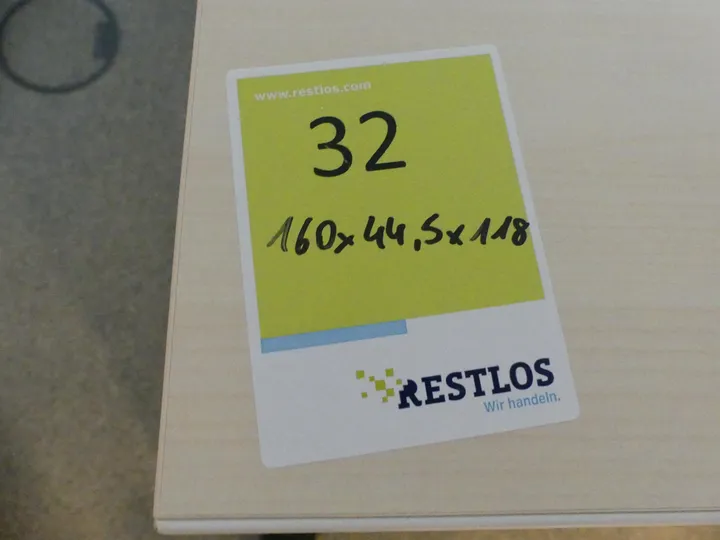 www.restlos.com
32
160x44,5x118
RESTLOS
Wir handeln.